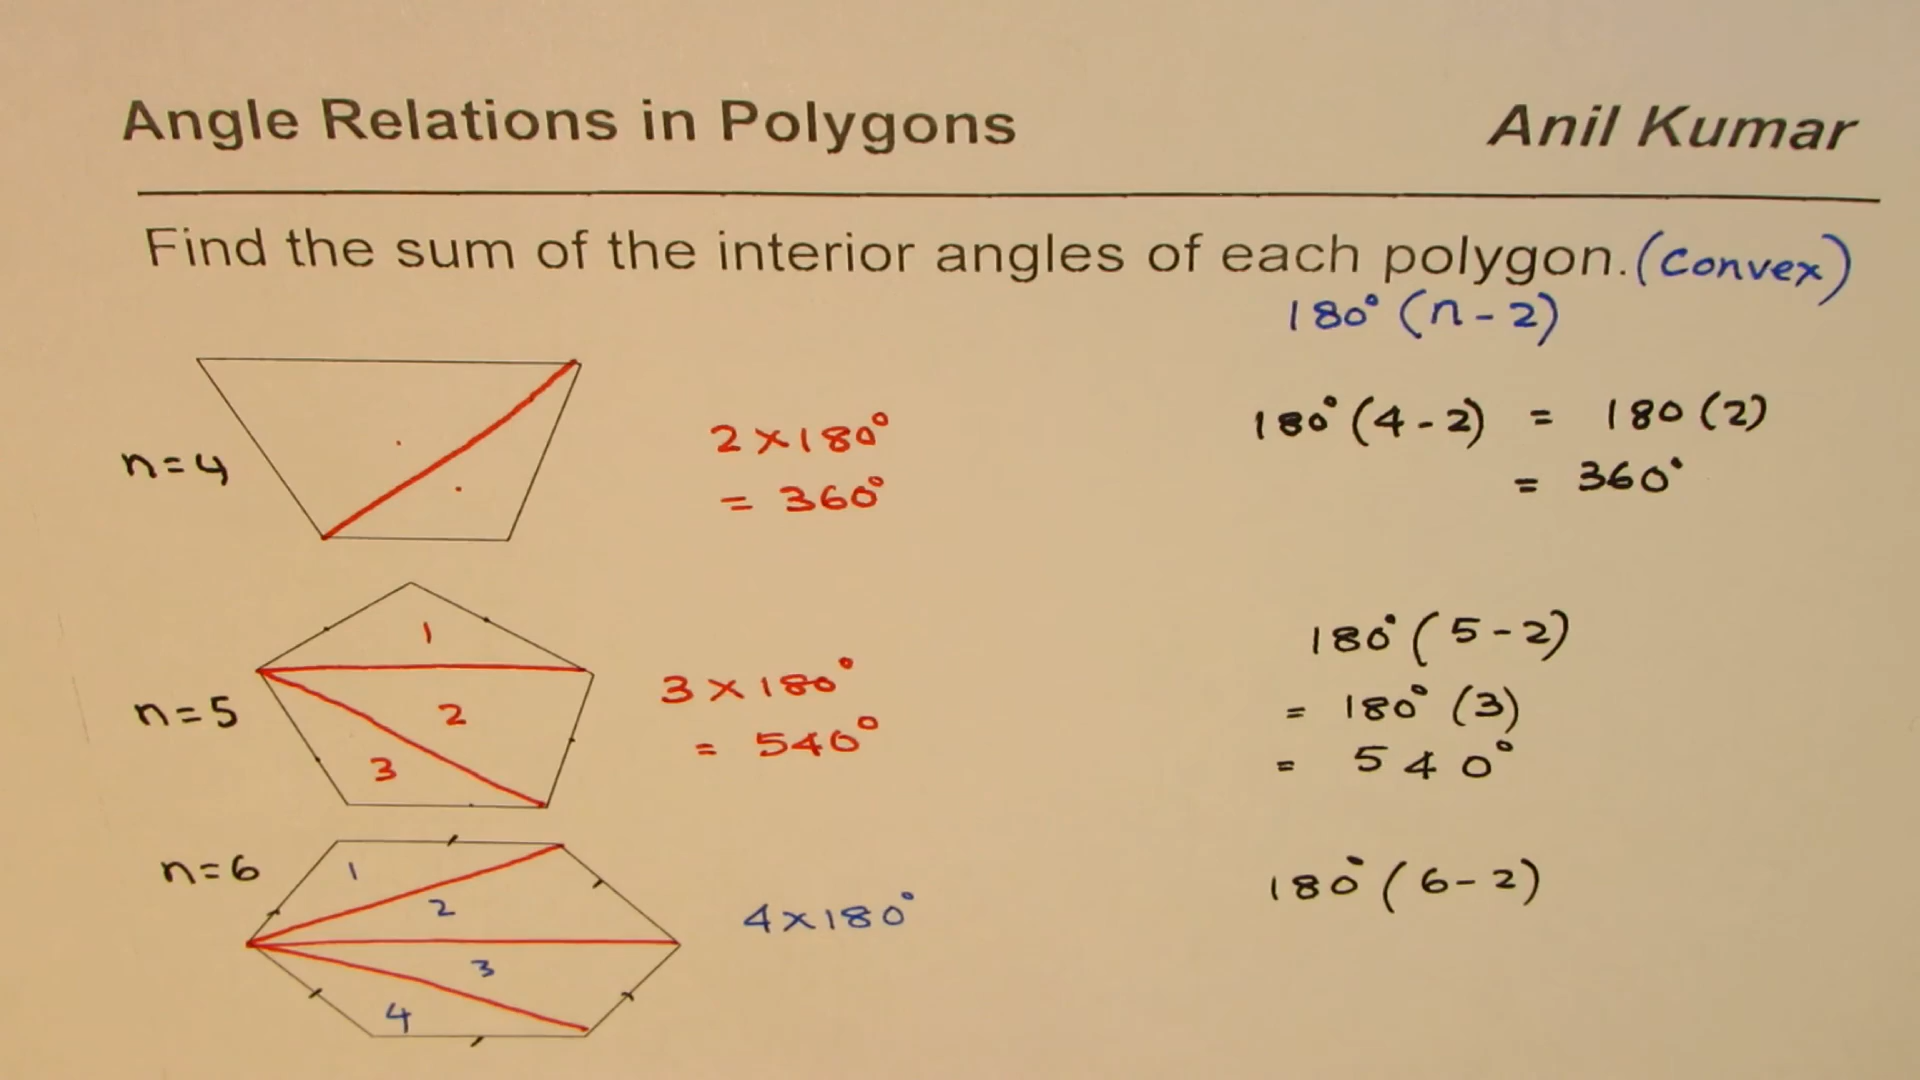 Angle Relations in Polygons
Anil Kumar
Find the sum of the interior angles of each polygon. (Convex)
180° (n - 2)
n=4
2 × 180°
= 360°
180° (4 - 2) = 180 (2)
= 360°
n=5
1
2
3
3 × 180°
= 540°
180° (5 - 2)
= 180° (3)
= 540°
n=6
1
2
3
4
4 × 180°
180° (6 - 2)